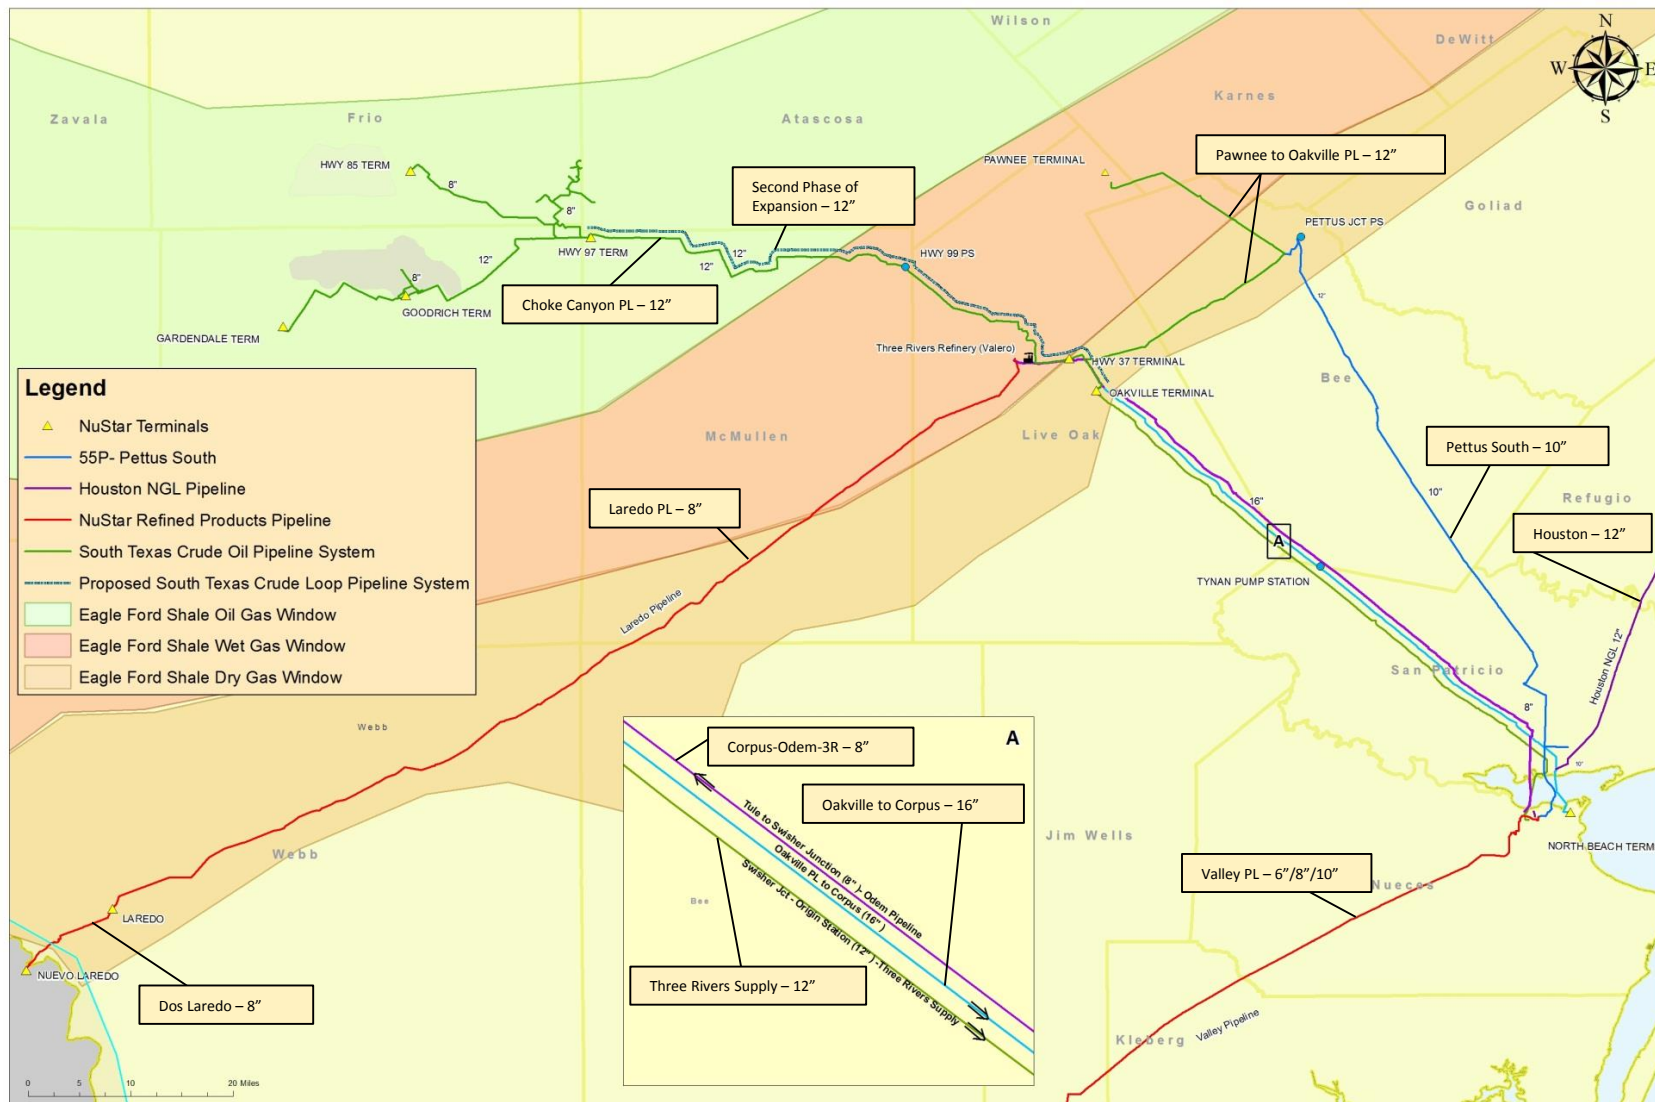 N
W
E
S
Wilson
DeWitt
Karnes
Zavala
Frio
Atascosa
HWY 85 TERM
8"
8"
PAWNEE TERMINAL
Pawnee to Oakville PL – 12”
Second Phase of
Expansion – 12”
Goliad
PETTUS JCT PS
HWY 97 TERM
12"
12"
12"
HWY 99 PS
8"
12"
Choke Canyon PL – 12”
GOODRICH TERM
GARDENDALE TERM
Three Rivers Refinery (Valero)
HWY 37 TERMINAL
OAKVILLE TERMINAL
Bee
Legend
NuStar Terminals
55P- Pettus South
Houston NGL Pipeline
NuStar Refined Products Pipeline
South Texas Crude Oil Pipeline System
Proposed South Texas Crude Loop Pipeline System
Eagle Ford Shale Oil Gas Window
Eagle Ford Shale Wet Gas Window
Eagle Ford Shale Dry Gas Window
McMullen
Live Oak
Pettus South – 10”
10"
Refugio
Laredo PL – 8”
16"
A
Houston – 12”
TYNAN PUMP STATION
Laredo Pipeline
San Patricio
Houston NGL 12"
8"
10"
Webb
Webb
A
Corpus-Odem-3R – 8”
Oakville to Corpus – 16”
Tule to Swisher Junction (8" )- Odem Pipeline
Oakville PL to Corpus (16" )
Swisher Jct - Origin Station (12" ) -Three Rivers Supply
Bee
Three Rivers Supply – 12”
Jim Wells
NORTH BEACH TERM
Valley PL – 6”/8”/10”
Nueces
LAREDO
NUEVO LAREDO
Dos Laredo – 8”
Kleberg
Valley Pipeline
0 5 10 20 Miles